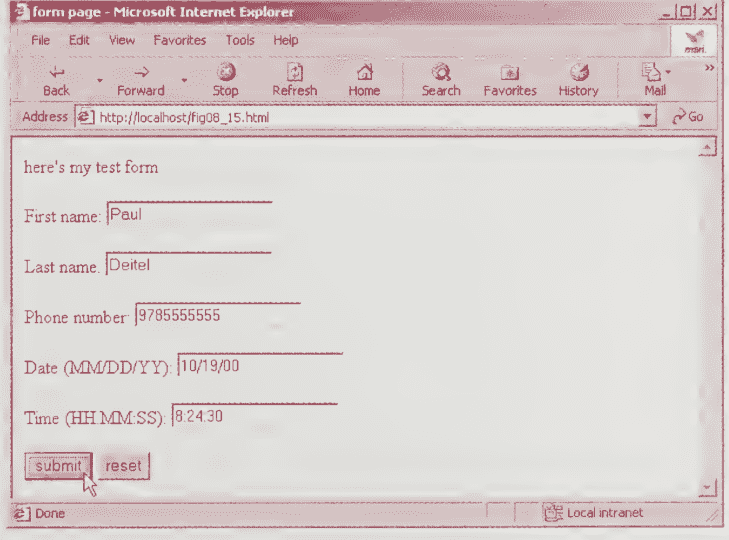 form page - Microsoft Internet Explorer
File Edit View Favorites Tools Help
msn.
Back Forward Stop Refresh Home Search Favorites History Mail »
Address http://localhost/fig08_15.html Go
here's my test form
First name: Paul
Last name. Deitel
Phone number: 9785555555
Date (MM/DD/YY): 10/19/00
Time (HH MM:SS): 8:24:30
submit reset
Done Local intranet